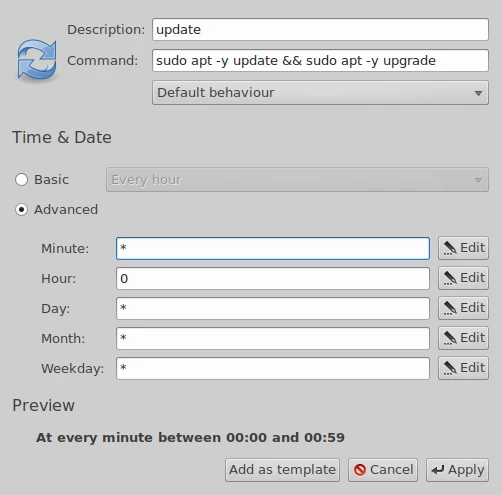 Description: update
Command: sudo apt -y update && sudo apt -y upgrade
Default behaviour
Time & Date
Basic Every hour
Advanced
Minute: * Edit
Hour: 0 Edit
Day: * Edit
Month: * Edit
Weekday: * Edit
Preview
At every minute between 00:00 and 00:59
Add as template Cancel Apply